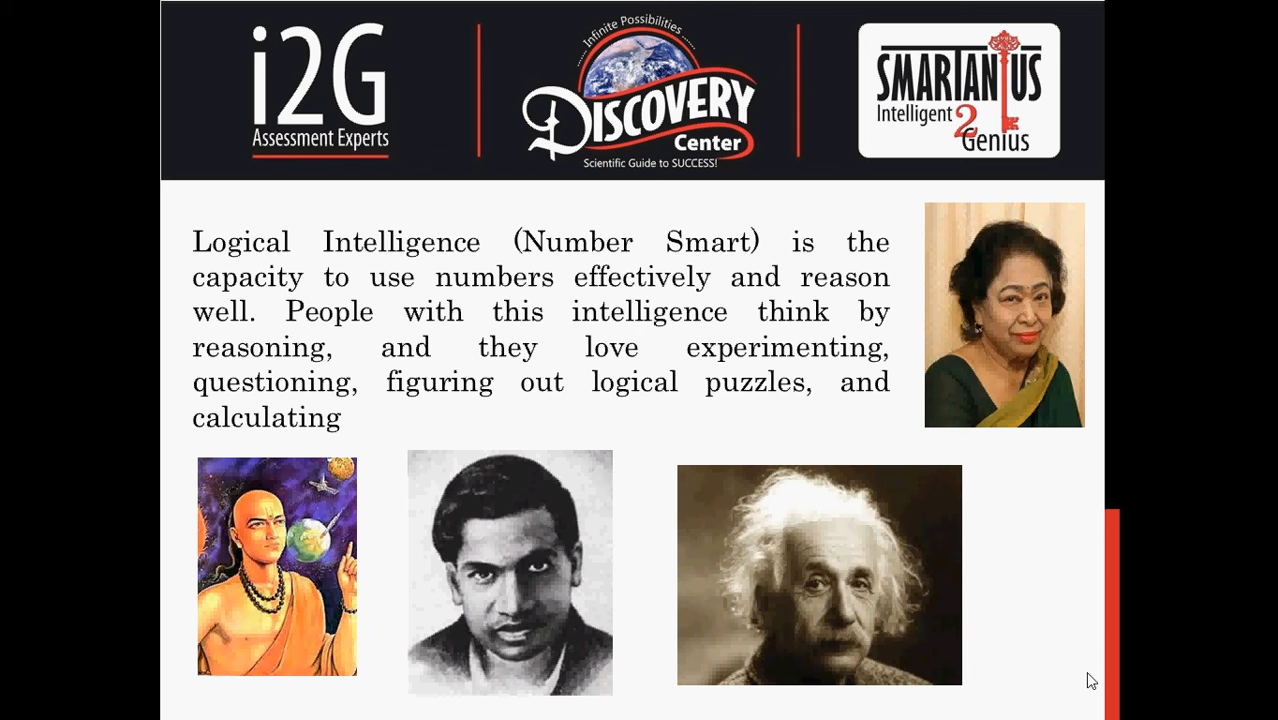 i2G
Assessment Experts
Infinite Possibilities
DISCOVERY
Center
Scientific Guide to SUCCESS!
SMARTANIUS
Intelligent
2
Genius
Logical Intelligence (Number Smart) is the
capacity to use numbers effectively and reason
well. People with this intelligence think by
reasoning, and they love experimenting,
questioning, figuring out logical puzzles, and
calculating